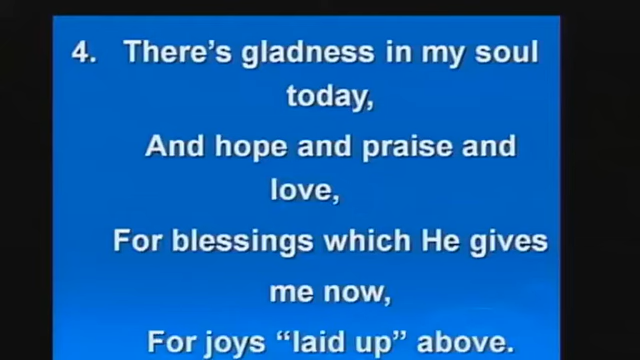 4. There's gladness in my soul
today,
And hope and praise and
love,
For blessings which He gives
me now,
For joys “laid up” above.